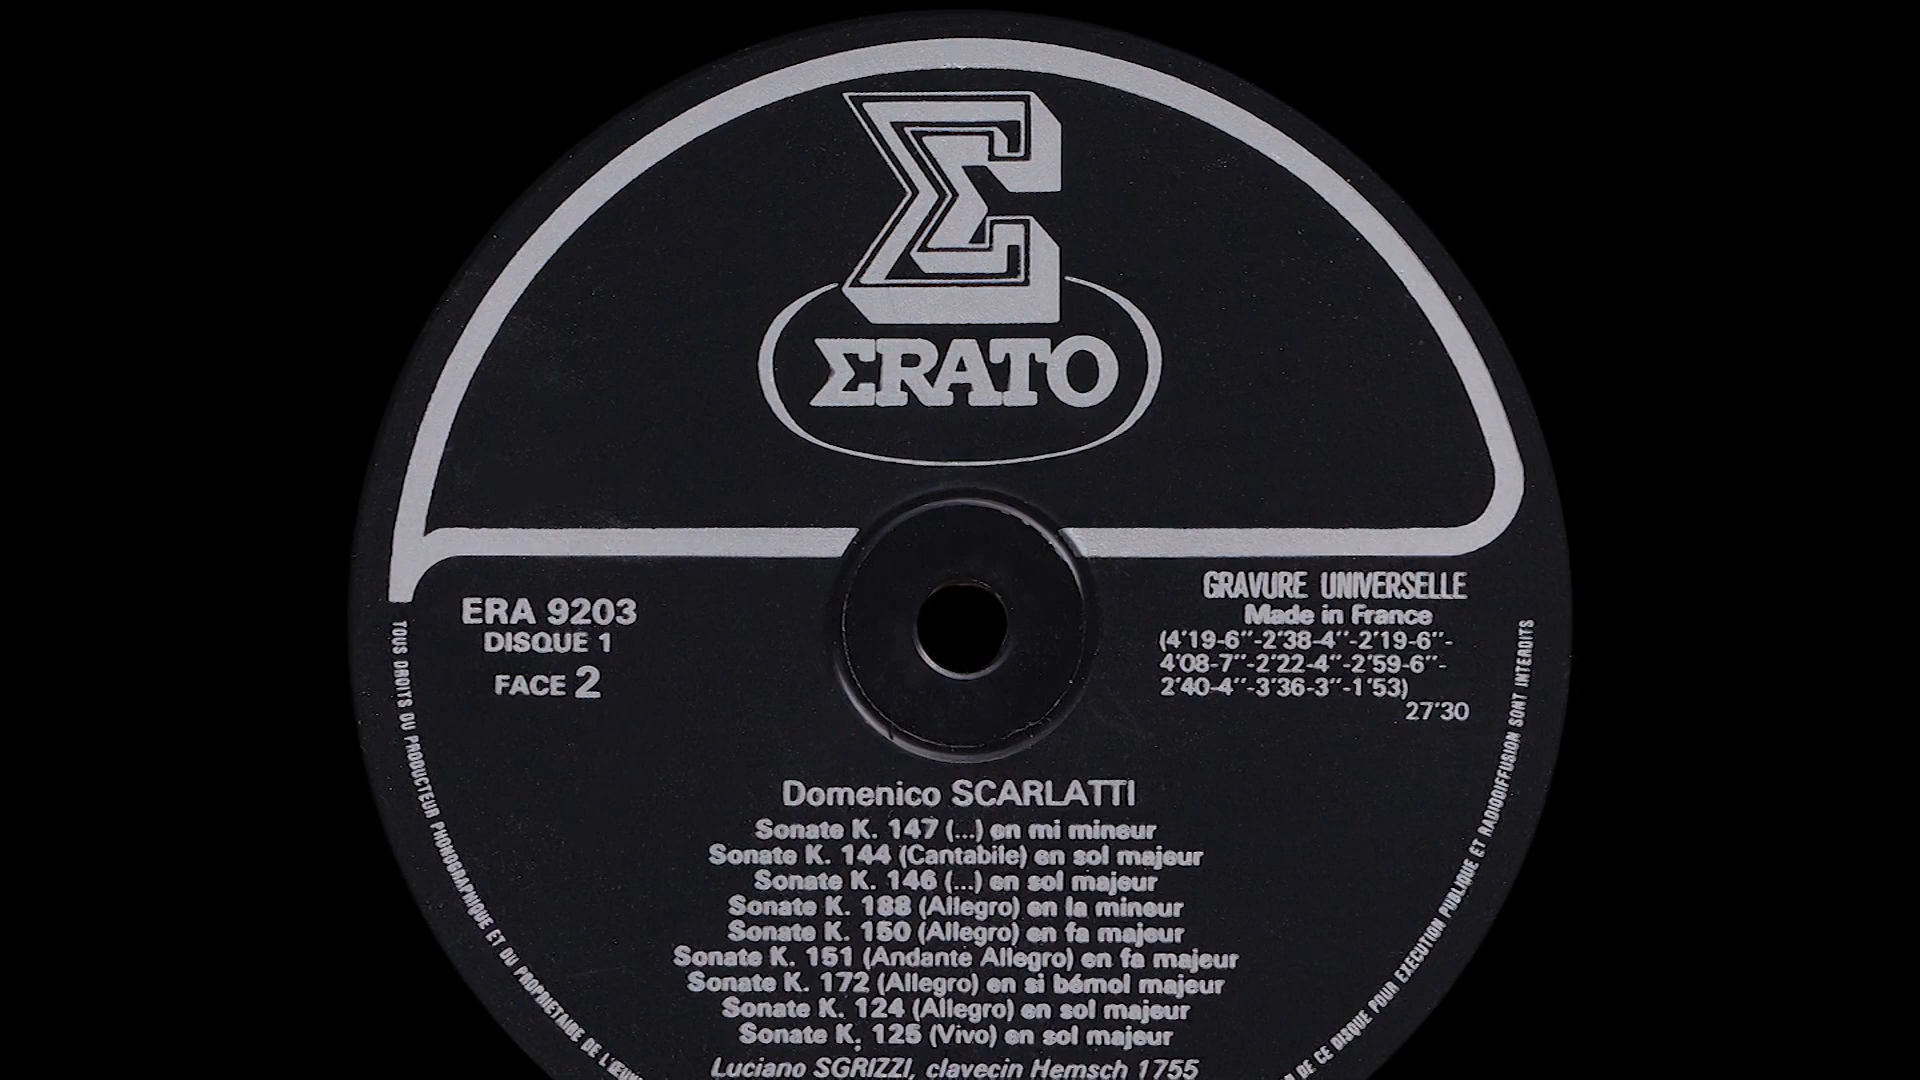 ΣRATO
ERA 9203
DISQUE 1
FACE 2
GRAVURE UNIVERSELLE
Made in France
(4'19-6''-2'38-4''-2'19-6''-
4'08-7''-2'22-4''-2'59-6''-
2'40-4''-3'36-3''-1'53)
27'30
Domenico SCARLATTI
Sonate K. 147 (...) en mi mineur
Sonate K. 144 (Cantabile) en sol majeur
Sonate K. 146 (...) en sol majeur
Sonate K. 188 (Allegro) en la mineur
Sonate K. 150 (Allegro) en fa majeur
Sonate K. 151 (Andante Allegro) en fa majeur
Sonate K. 172 (Allegro) en si bémol majeur
Sonate K. 124 (Allegro) en sol majeur
Sonate K. 125 (Vivo) en sol majeur
Luciano SGRIZZI, clavecin Hemsch 1755
TOUS DROITS DU PRODUCTEUR PHONOGRAPHIQUE ET DU PROPRIETAIRE DE
DE CE DISQUE POUR EXECUTION PUBLIQUE ET RADIODIFFUSION SONT INTERDITS